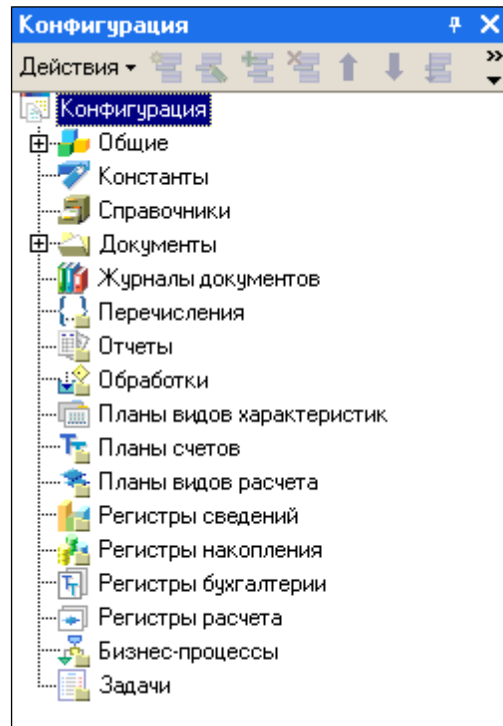 Конфигурация
Действия
Конфигурация
Общие
Константы
Справочники
Документы
Журналы документов
Перечисления
Отчеты
Обработки
Планы видов характеристик
Планы счетов
Планы видов расчета
Регистры сведений
Регистры накопления
Регистры бухгалтерии
Регистры расчета
Бизнес-процессы
Задачи